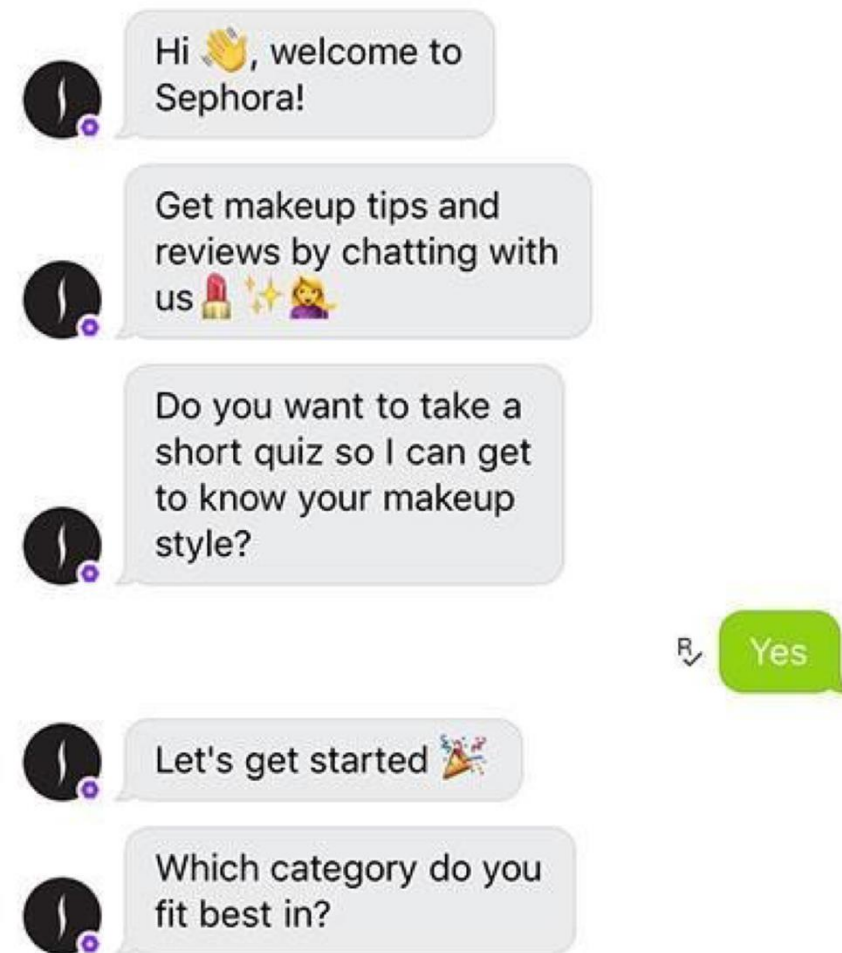 Hi 👋, welcome to
Sephora!
Get makeup tips and
reviews by chatting with
us💄✨💁
Do you want to take a
short quiz so I can get
to know your makeup
style?
R Yes
Let's get started 🎉
Which category do you
fit best in?